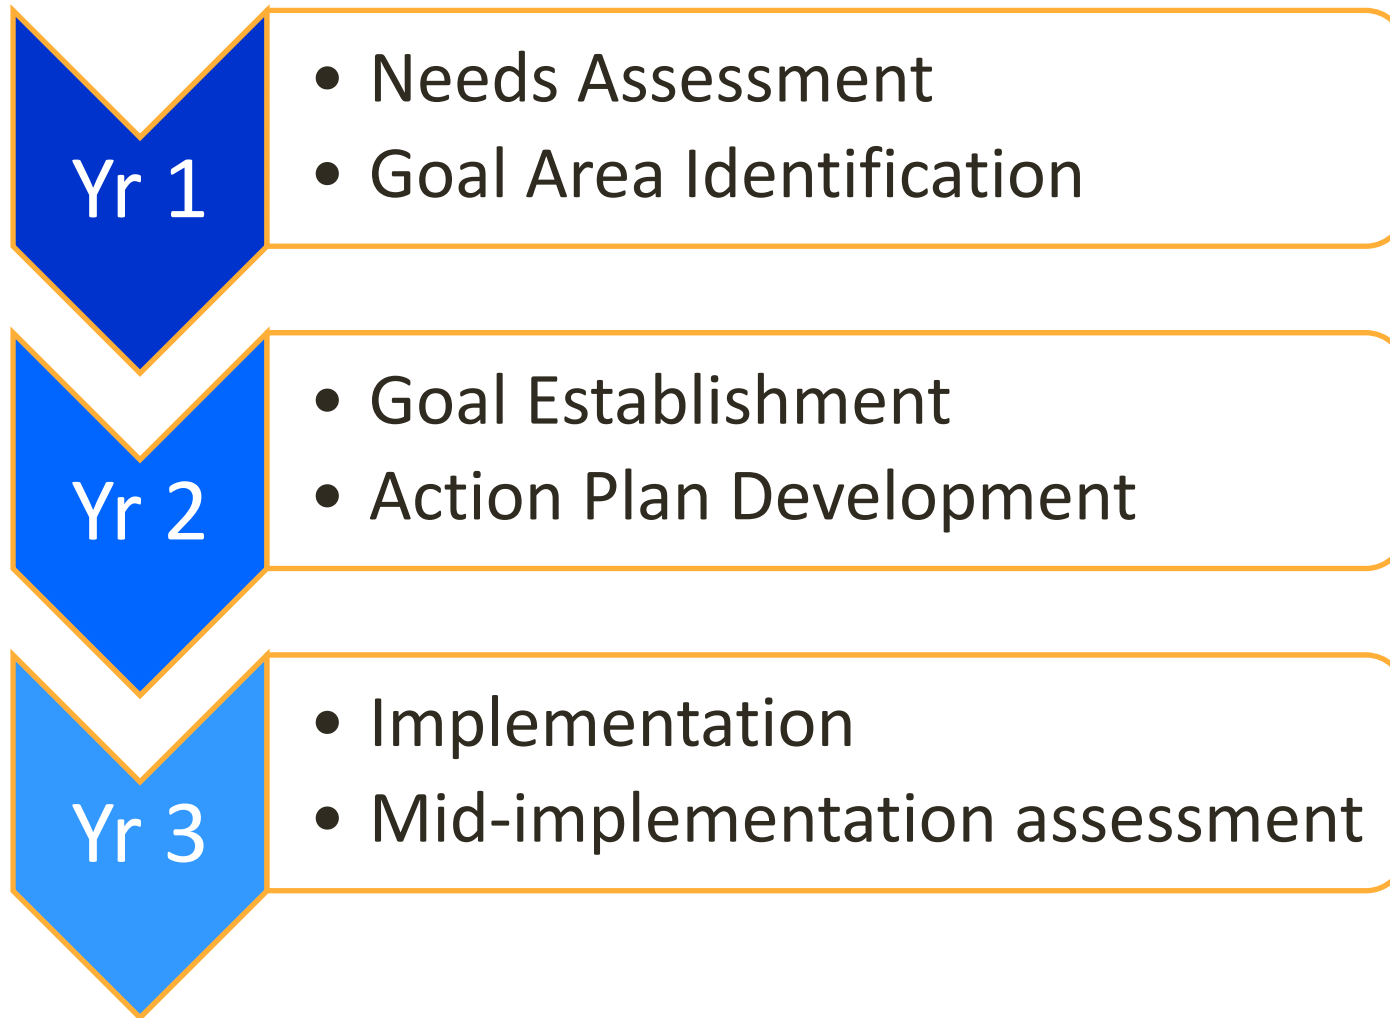 Yr 1
• Needs Assessment
• Goal Area Identification
Yr 2
• Goal Establishment
• Action Plan Development
Yr 3
• Implementation
• Mid-implementation assessment